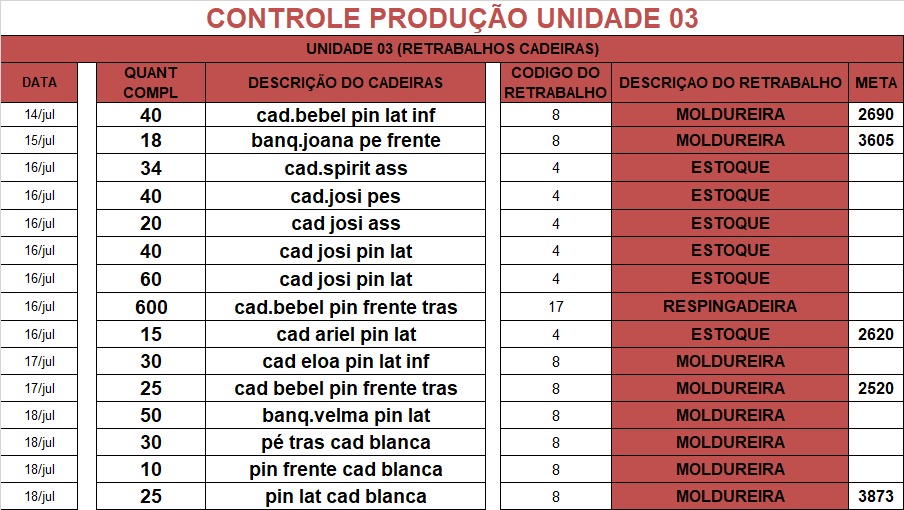 CONTROLE PRODUÇÃO UNIDADE 03
UNIDADE 03 (RETRABALHOS CADEIRAS)
DATA QUANT COMPL DESCRIÇÃO DO CADEIRAS CODIGO DO RETRABALHO DESCRIÇAO DO RETRABALHO META
14/jul 40 cad.bebel pin lat inf 8 MOLDUREIRA 2690
15/jul 18 banq.joana pe frente 8 MOLDUREIRA 3605
16/jul 34 cad.spirit ass 4 ESTOQUE
16/jul 40 cad.josi pes 4 ESTOQUE
16/jul 20 cad josi ass 4 ESTOQUE
16/jul 40 cad josi pin lat 4 ESTOQUE
16/jul 60 cad josi pin lat 4 ESTOQUE
16/jul 600 cad.bebel pin frente tras 17 RESPINGADEIRA
16/jul 15 cad ariel pin lat 4 ESTOQUE 2620
17/jul 30 cad eloa pin lat inf 8 MOLDUREIRA
17/jul 25 cad bebel pin frente tras 8 MOLDUREIRA 2520
18/jul 50 banq.velma pin lat 8 MOLDUREIRA
18/jul 30 pé tras cad blanca 8 MOLDUREIRA
18/jul 10 pin frente cad blanca 8 MOLDUREIRA
18/jul 25 pin lat cad blanca 8 MOLDUREIRA 3873